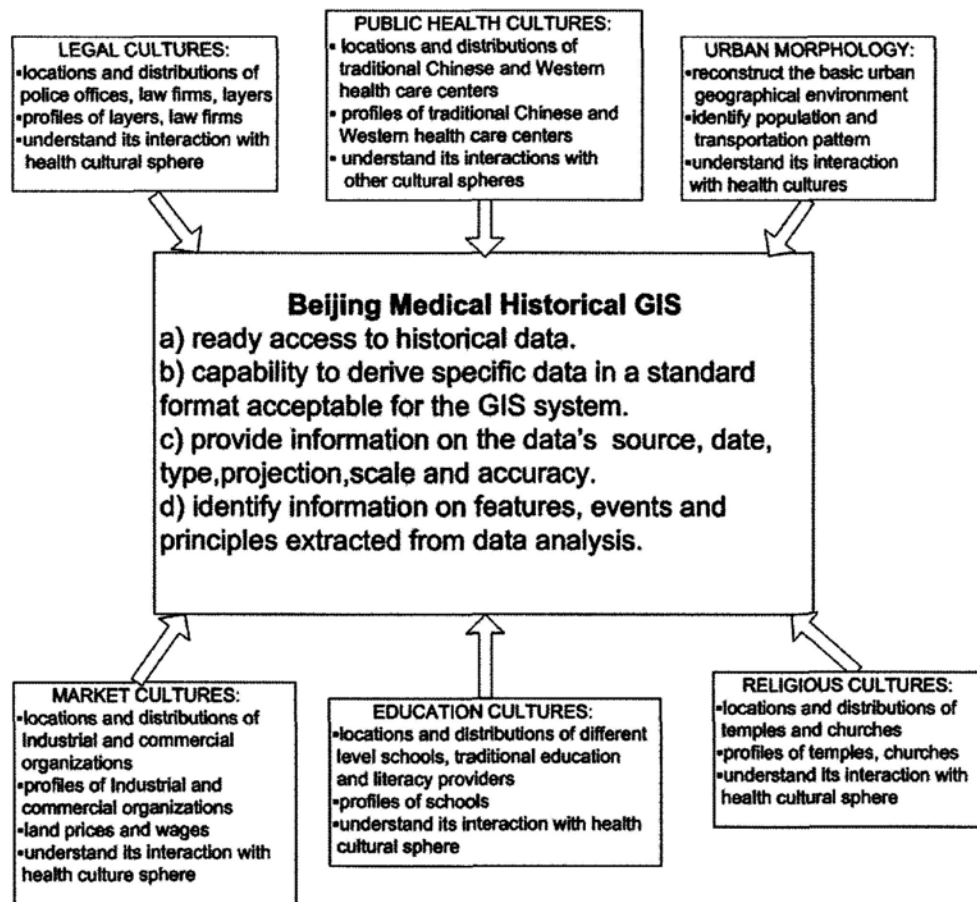 LEGAL CULTURES:
▪locations and distributions of
police offices, law firms, layers
▪profiles of layers, law firms
▪understand its interaction with
health cultural sphere
PUBLIC HEALTH CULTURES:
▪ locations and distributions of
traditional Chinese and Western
health care centers
▪ profiles of traditional Chinese and
Western health care centers
▪ understand its interactions with
other cultural spheres
URBAN MORPHOLOGY:
▪reconstruct the basic urban
geographical environment
▪identify population and
transportation pattern
▪understand its interaction
with health cultures
Beijing Medical Historical GIS
a) ready access to historical data.
b) capability to derive specific data in a standard
format acceptable for the GIS system.
c) provide information on the data's source, date,
type,projection,scale and accuracy.
d) identify information on features, events and
principles extracted from data analysis.
MARKET CULTURES:
▪locations and distributions of
Industrial and commercial
organizations
▪profiles of Industrial and
commercial organizations
▪land prices and wages
▪understand its interaction with
health culture sphere
EDUCATION CULTURES:
▪locations and distributions of different
level schools, traditional education
and literacy providers
▪profiles of schools
▪understand its interaction with health
cultural sphere
RELIGIOUS CULTURES:
▪locations and distributions of
temples and churches
▪profiles of temples, churches
▪understand its interaction with
health cultural sphere